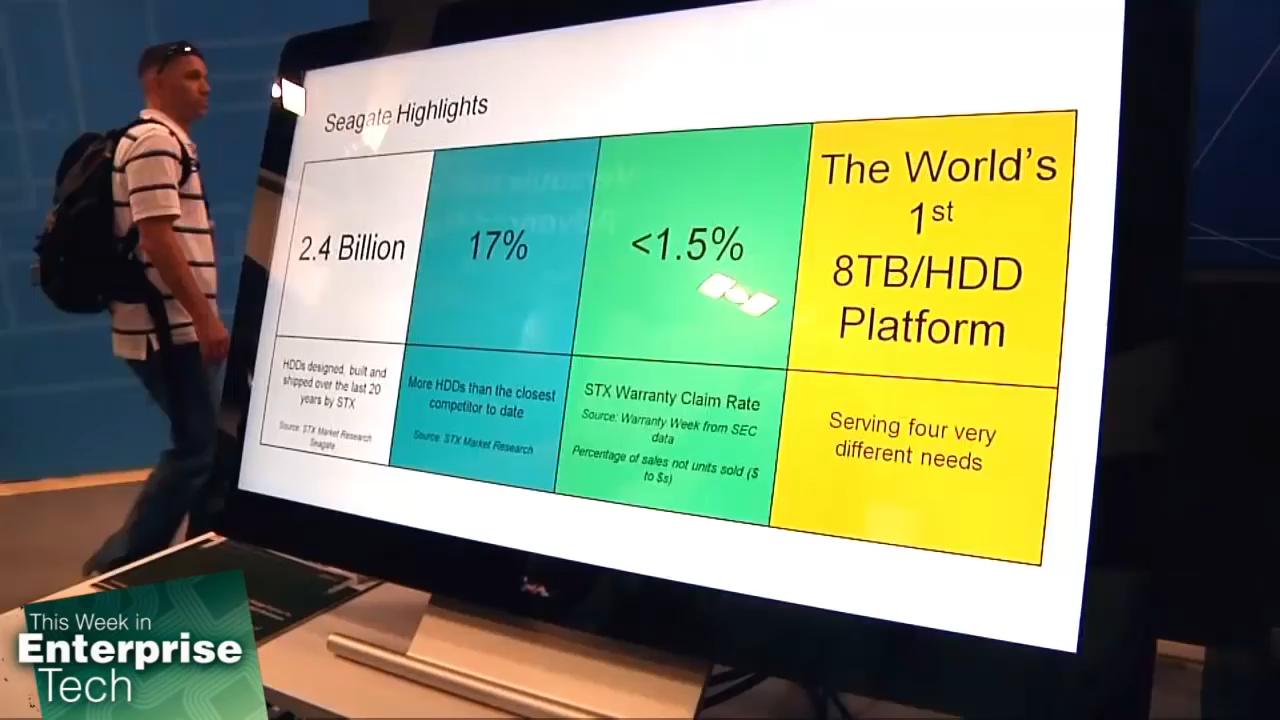 Seagate Highlights
2.4 Billion
17%
<1.5%
The World's
1st
8TB/HDD
Platform
HDDs designed, built and
shipped over the last 20
years by STX
Source: STX Market Research
Seagate
More HDDs than the closest
competitor to date
Source: STX Market Research
STX Warranty Claim Rate
Source: Warranty Week from SEC
data
Percentage of sales not units sold ($
to $s)
Serving four very
different needs
This Week in
Enterprise
Tech